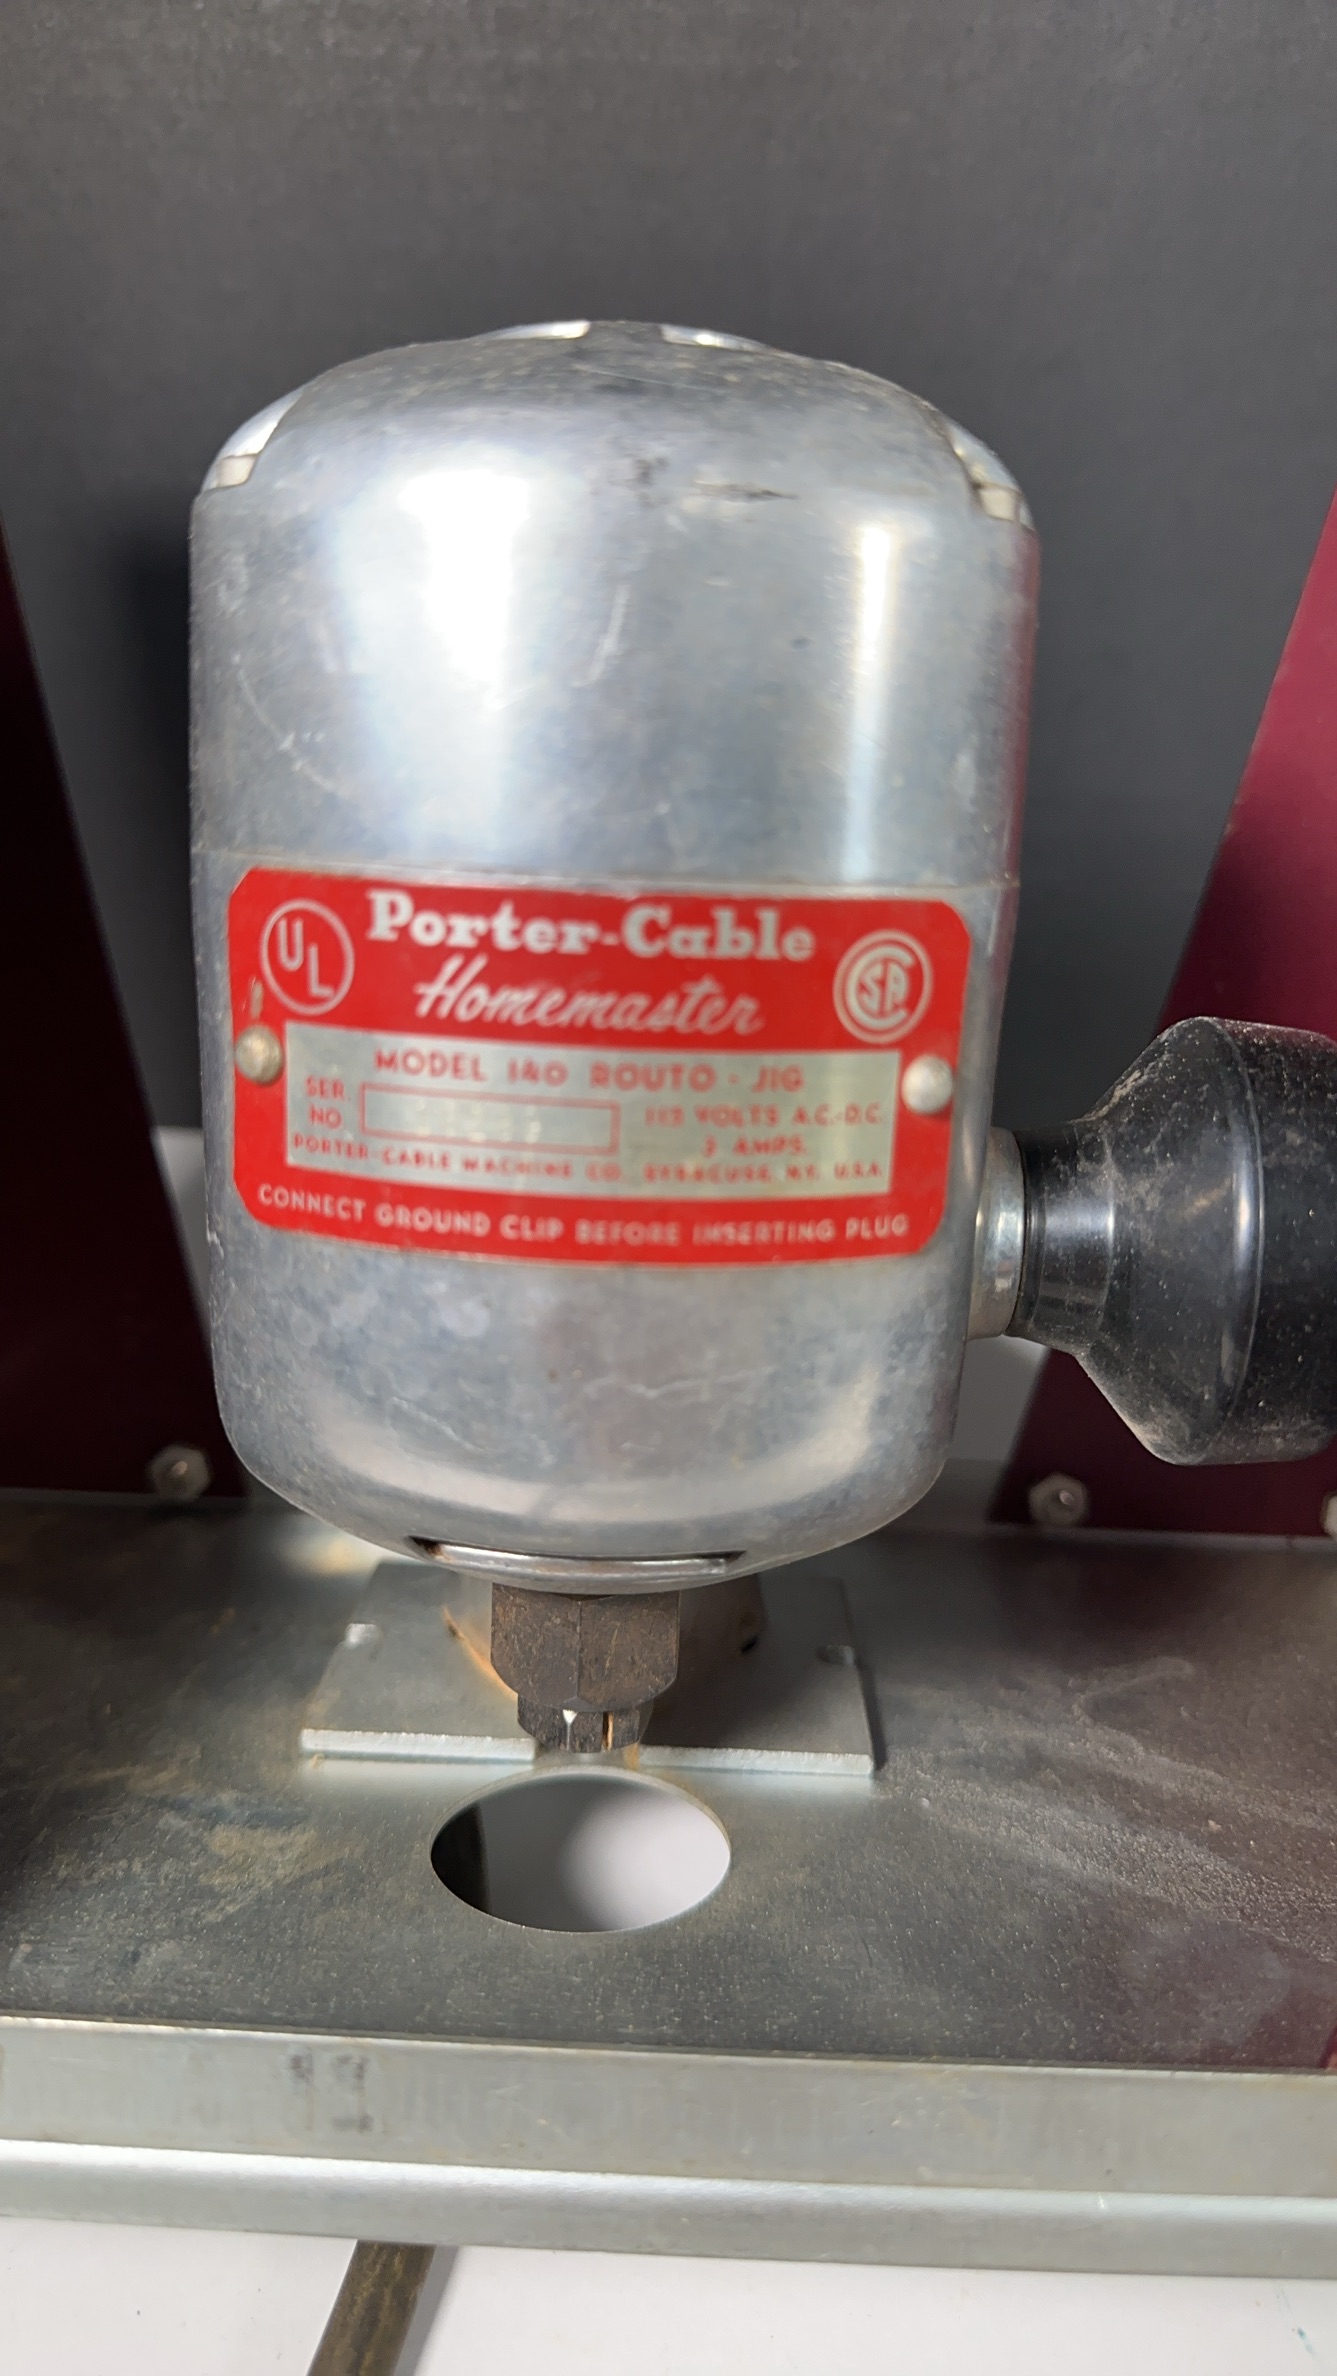 UL
Porter-Cable
CSA
Homemaster
MODEL 140 ROUTO-JIG
SER. NO.
115 VOLTS A.C.-D.C.
3 AMPS.
PORTER-CABLE MACHINE CO., SYRACUSE, N.Y. U.S.A.
CONNECT GROUND CLIP BEFORE INSERTING PLUG